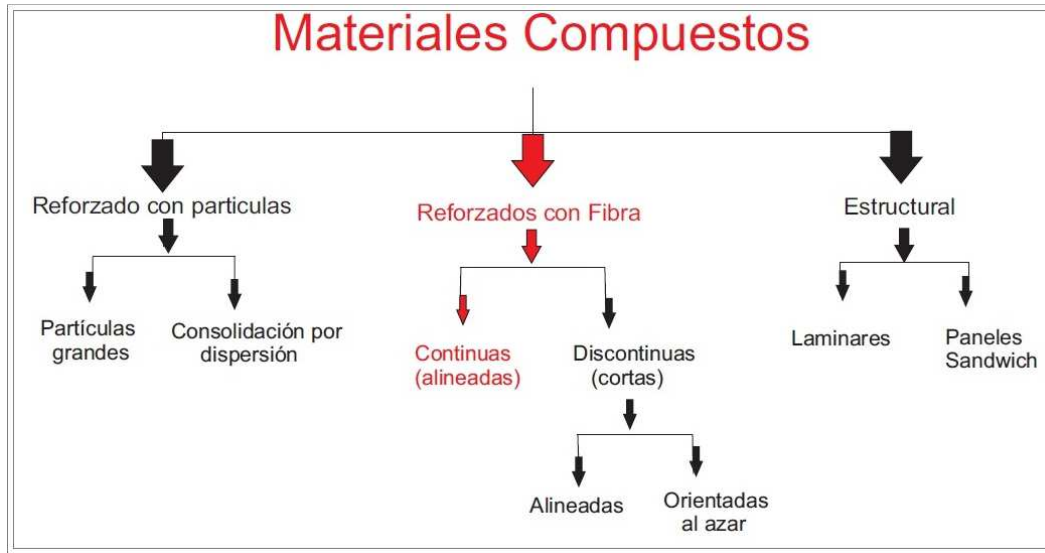 Materiales Compuestos
Reforzado con particulas
Reforzados con Fibra
Estructural
Partículas
grandes
Consolidación por
dispersión
Continuas
(alineadas)
Discontinuas
(cortas)
Laminares
Paneles
Sandwich
Alineadas
Orientadas
al azar